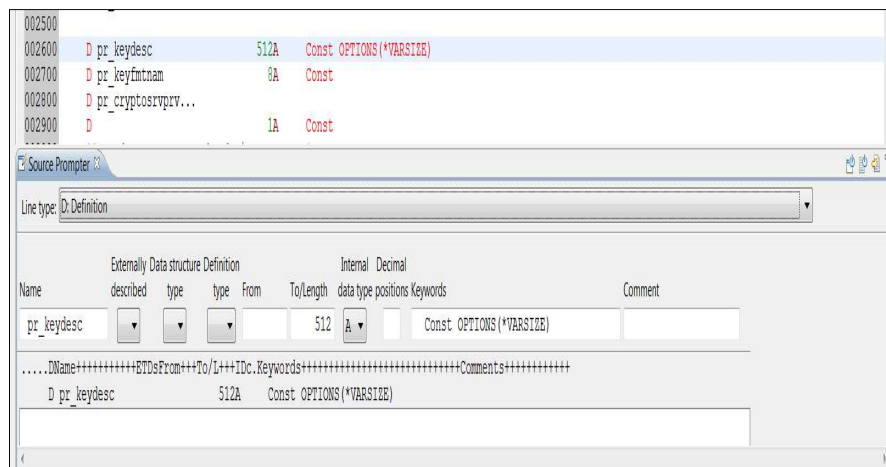 002500
002600 D pr_keydesc 512A Const OPTIONS(*VARSIZE)
002700 D pr_keyfmtnam 8A Const
002800 D pr_cryptosrvprv...
002900 D 1A Const
Source Prompter
Line type: D: Definition
Externally Data structure Definition Internal Decimal
Name described type type From To/Length data type positions Keywords Comment
pr_keydesc 512 A Const OPTIONS(*VARSIZE)
.....DName+++++++++++ETDsFrom+++To/L+++IDc.Keywords+++++++++++++++++++++++++++++Comments++++++++++++
D pr_keydesc 512A Const OPTIONS(*VARSIZE)